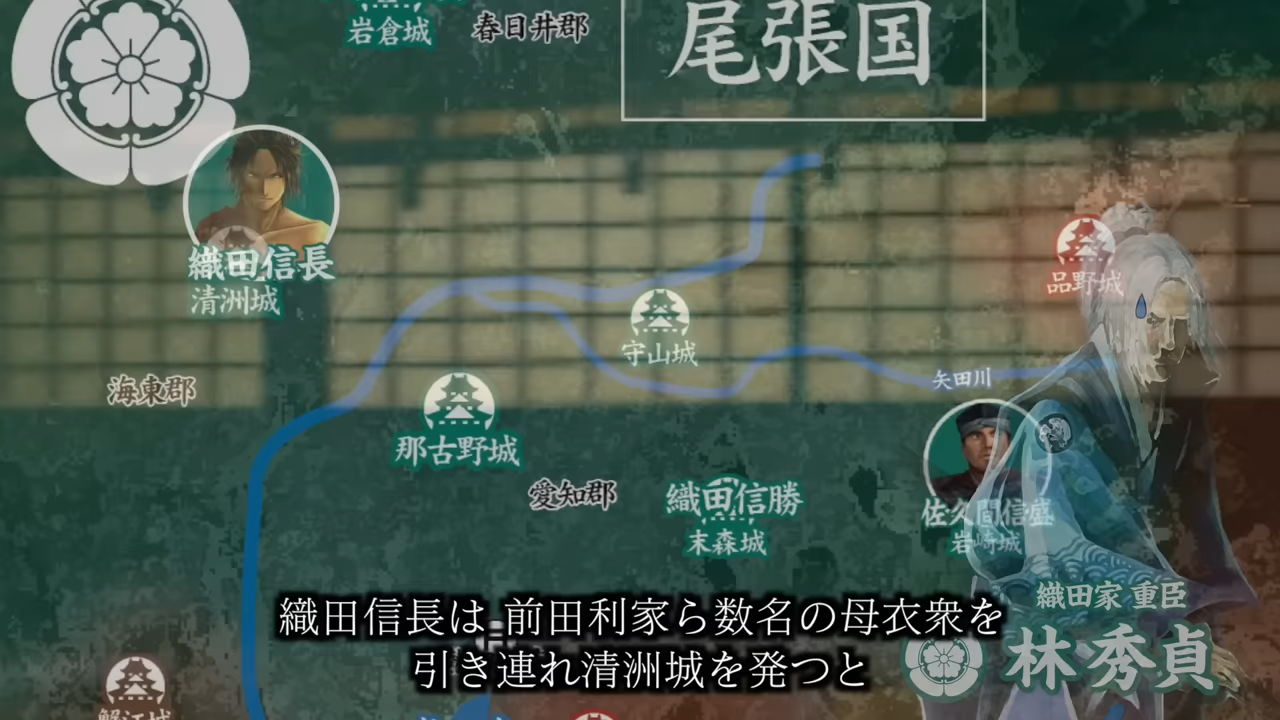 岩倉城
春日井郡
尾張国
織田信長
清洲城
品野城
守山城
矢田川
海東郡
那古野城
愛知郡
織田信勝
末森城
佐久間信盛
岩崎城
織田家 重臣
林秀貞
織田信長は 前田利家ら数名の母衣衆を
引き連れ清洲城を発つと
蟹江城